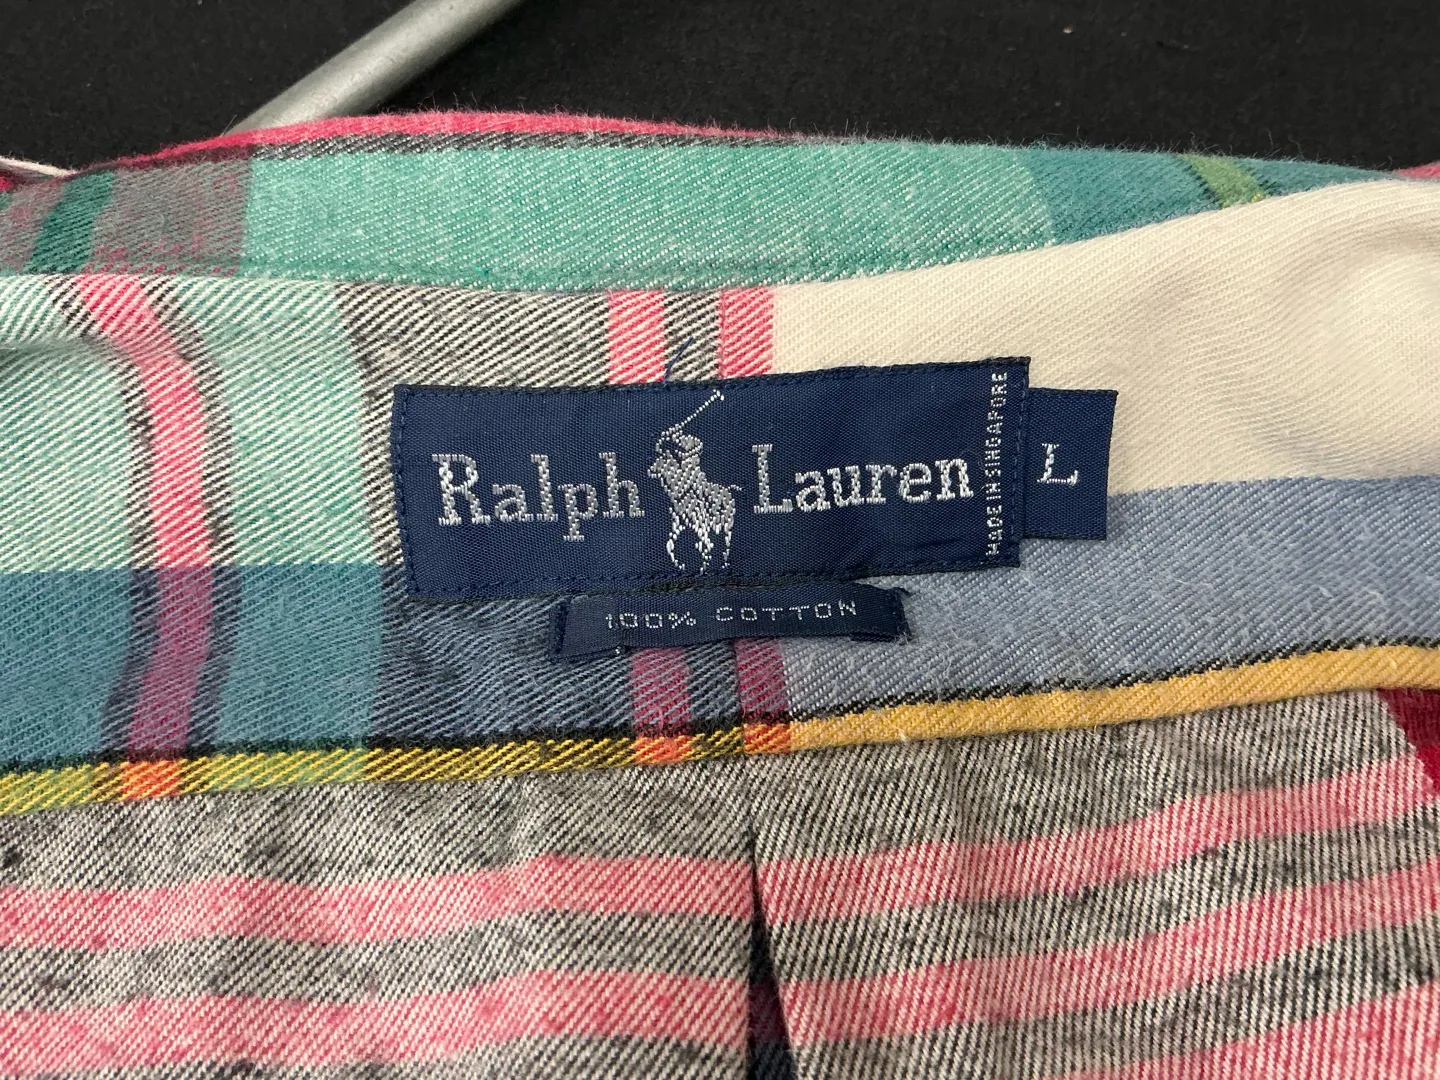 Ralph Lauren
MADE IN SINGAPORE
L
100% COTTON